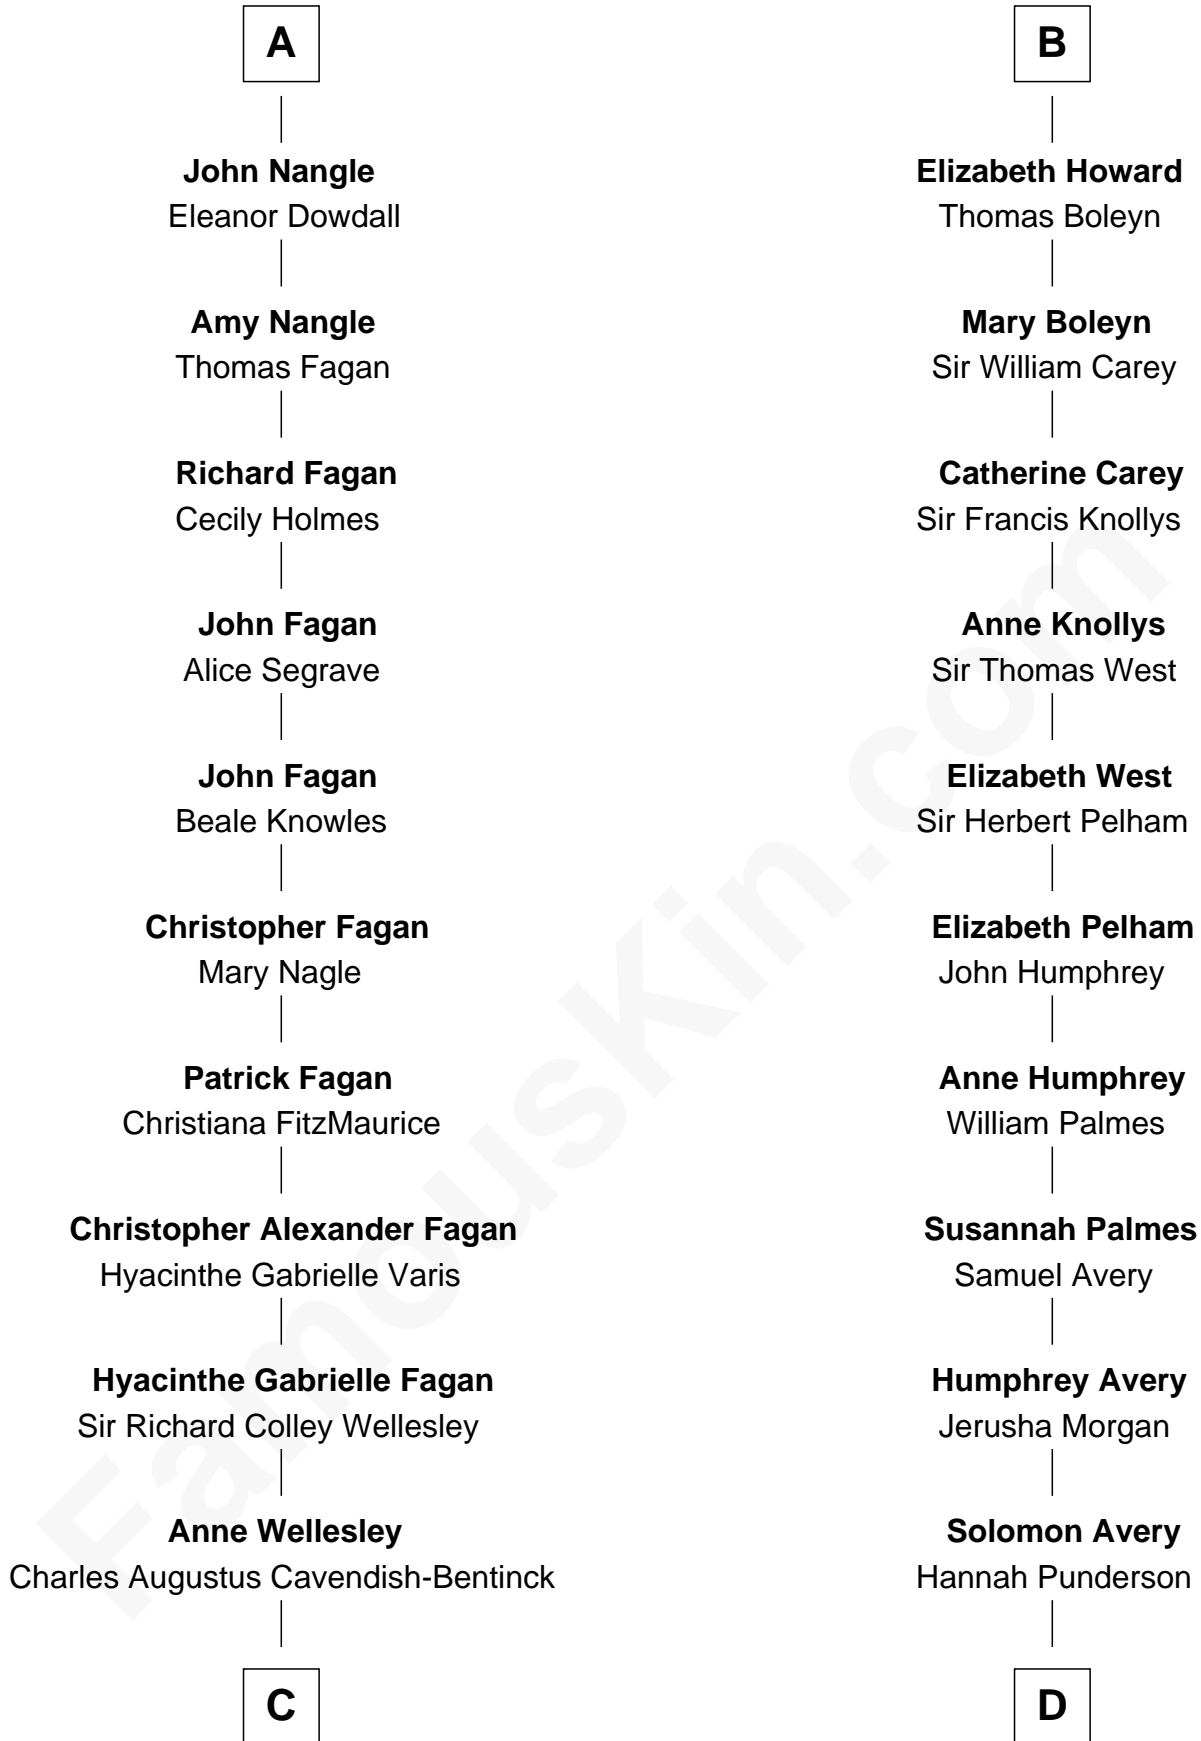 A
John Nangle
Eleanor Dowdall
Amy Nangle
Thomas Fagan
Richard Fagan
Cecily Holmes
John Fagan
Alice Segrave
John Fagan
Beale Knowles
Christopher Fagan
Mary Nagle
Patrick Fagan
Christiana FitzMaurice
Christopher Alexander Fagan
Hyacinthe Gabrielle Varis
Hyacinthe Gabrielle Fagan
Sir Richard Colley Wellesley
Anne Wellesley
Charles Augustus Cavendish-Bentinck
C
B
Elizabeth Howard
Thomas Boleyn
Mary Boleyn
Sir William Carey
Catherine Carey
Sir Francis Knollys
Anne Knollys
Sir Thomas West
Elizabeth West
Sir Herbert Pelham
Elizabeth Pelham
John Humphrey
Anne Humphrey
William Palmes
Susannah Palmes
Samuel Avery
Humphrey Avery
Jerusha Morgan
Solomon Avery
Hannah Punderson
D
FamousKin.com